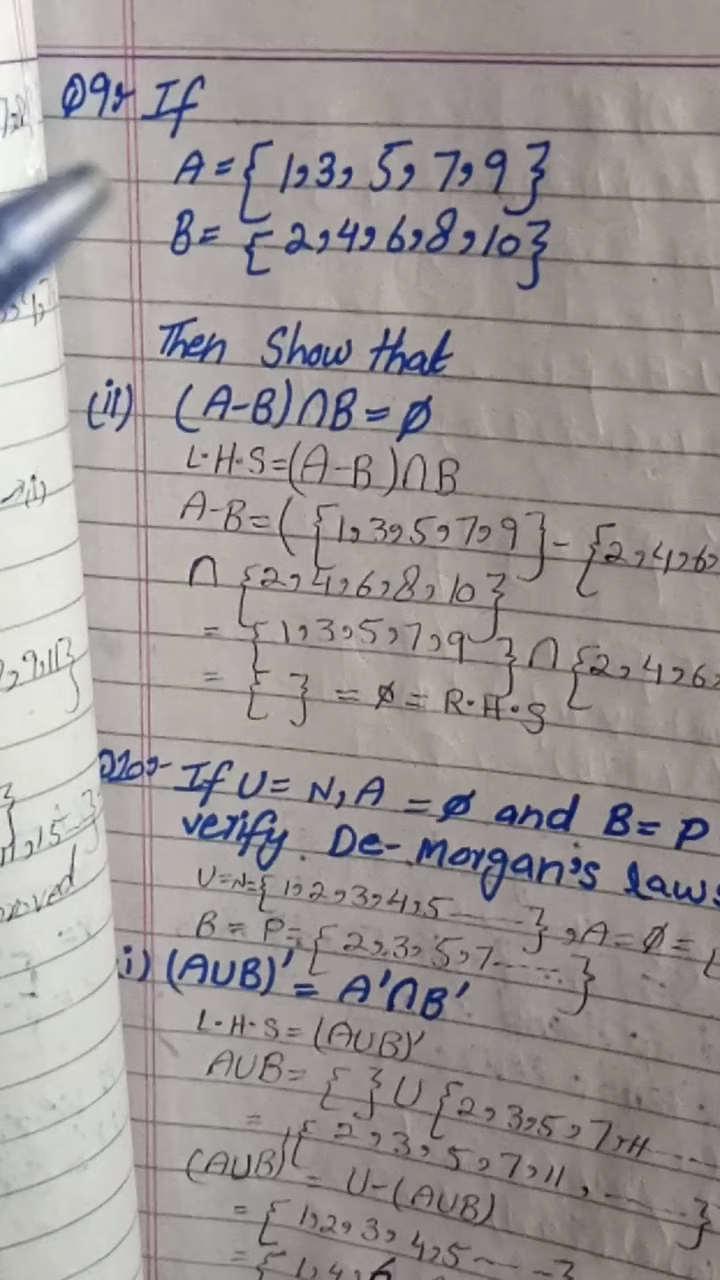 Q9:- If
A = { 1, 3, 5, 7, 9 }
B = { 2, 4, 6, 8, 10 }
Then Show that
(ii) (A-B)∩B = ∅
L.H.S = (A-B)∩B
A-B = ( { 1, 3, 5, 7, 9 } - { 2, 4, 6,
∩ { 2, 4, 6, 8, 10 }
= { 1, 3, 5, 7, 9 } ∩ { 2, 4, 6,
= { } = ∅ = R.H.S
Q10:- If U = N, A = ∅ and B = P
verify De-Morgan's laws
U=N={ 1, 2, 3, 4, 5 ...... }, A = ∅ = {
B = P = { 2, 3, 5, 7 ...... }
i) (AUB)' = A'∩B'
L.H.S = (AUB)'
AUB = { } U { 2, 3, 5, 7, 11 ....
= { 2, 3, 5, 7, 11, ...... }
(AUB)' = U-(AUB)
= { 1, 2, 3, 4, 5 ..... }
= { 1, 4, 6